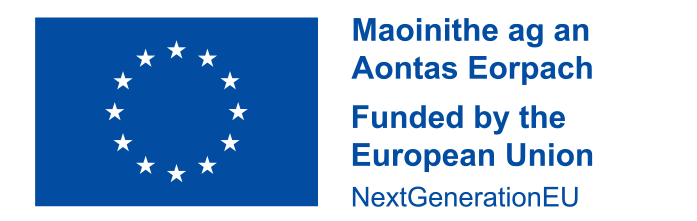 Maoinithe ag an
Aontas Eorpach
Funded by the
European Union
NextGenerationEU